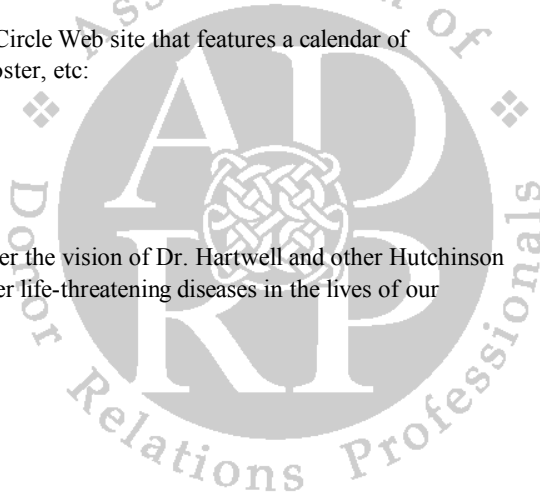 Ass
Of
Circle Web site that features a calendar of
oster, etc:
AD
RP
Donor Relations Professionals
er the vision of Dr. Hartwell and other Hutchinson
er life-threatening diseases in the lives of our